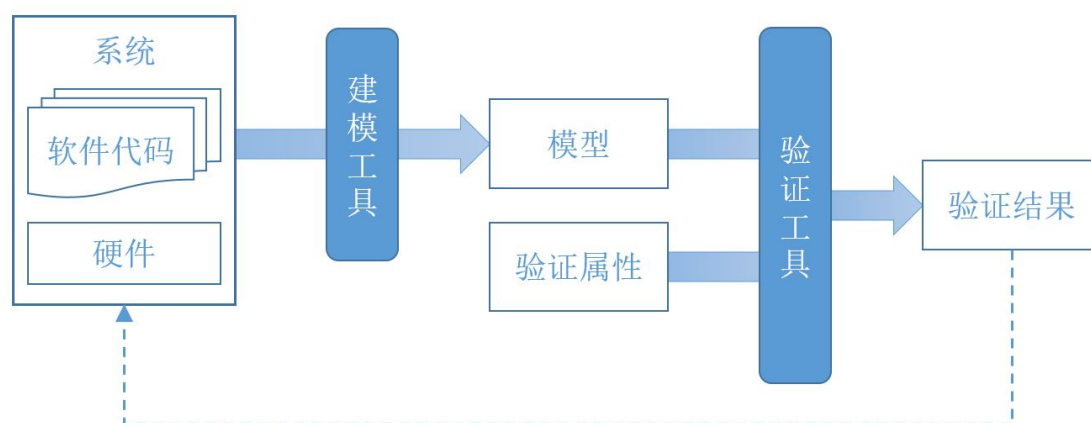 系统
软件代码
硬件
建模工具
模型
验证属性
验证工具
验证结果